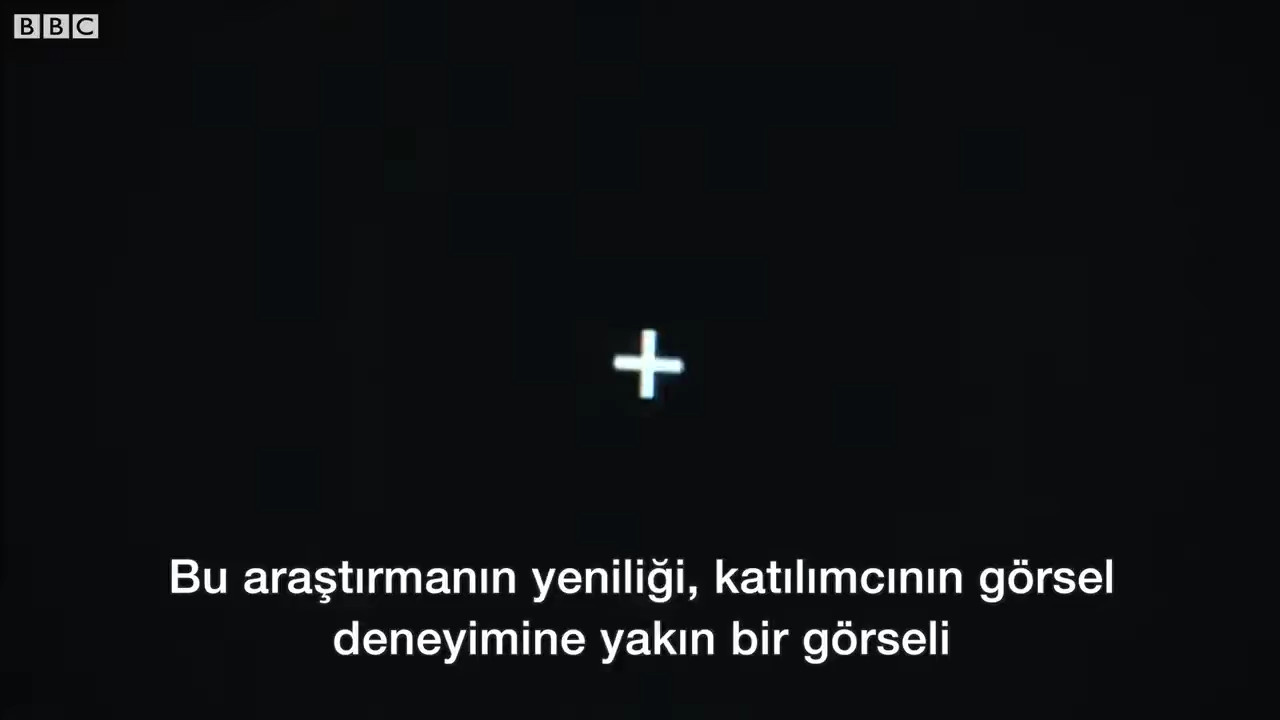 BBC
Bu araştırmanın yeniliği, katılımcının görsel
deneyimine yakın bir görseli